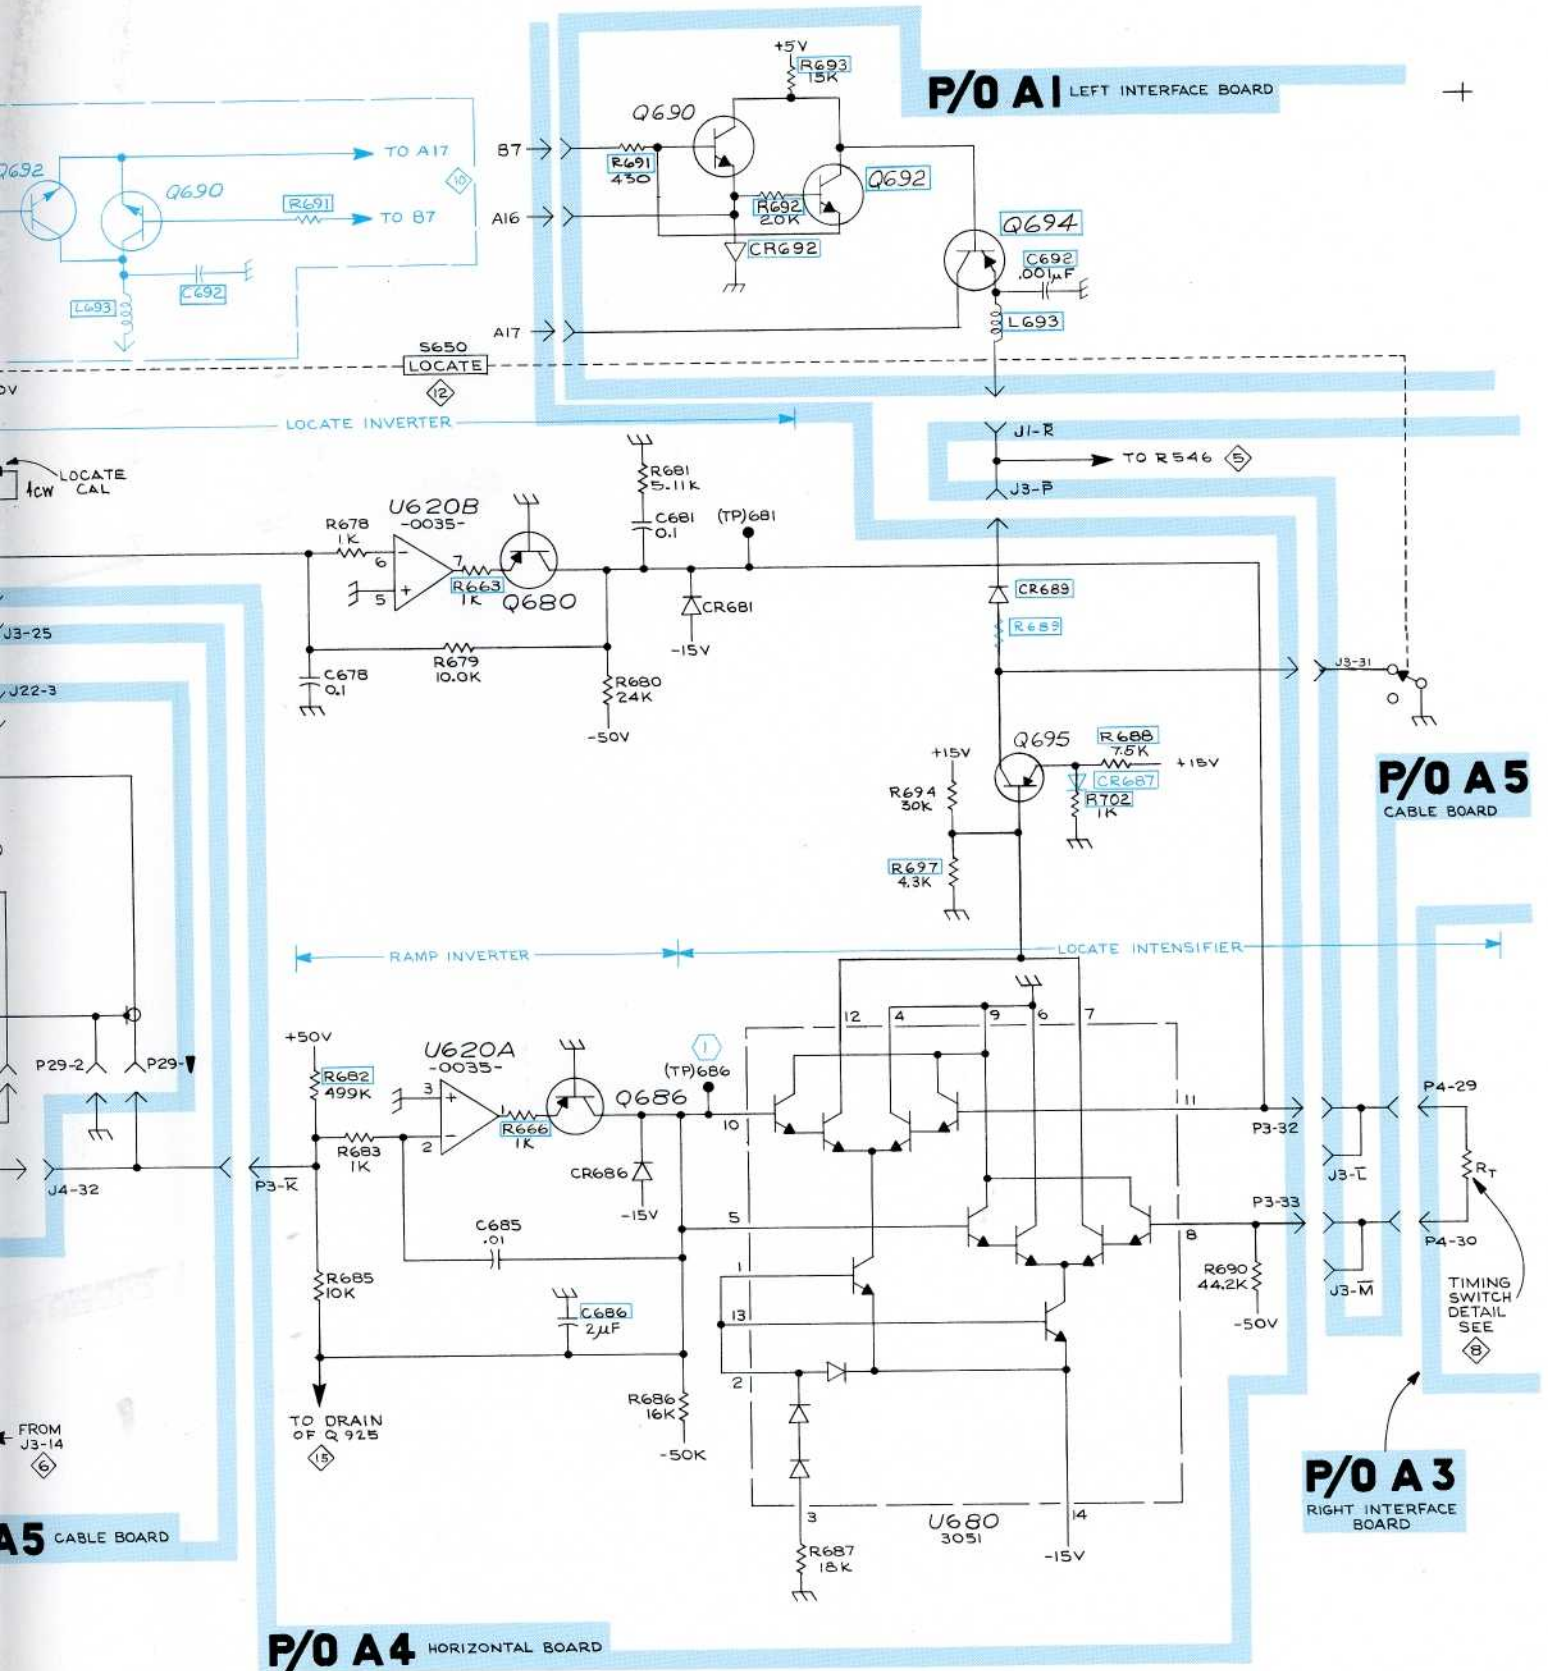 +5V
R693
15K
P/O A1 LEFT INTERFACE BOARD
Q690
B7
R691
430
Q692
R692
20K
A16
CR692
Q694
C692
.001µF
L693
A17
Q692
TO A17
10
Q690
R691
TO B7
C692
L693
S650
LOCATE
12
LOCATE INVERTER
J1-R̅
TO R546 5
J3-P̅
LOCATE
CAL
CW
R681
5.11K
U620B
-0035-
R678
1K
C681
0.1
(TP)681
6
7
5
R663
1K
Q680
CR681
-15V
CR689
R689
J3-25
R679
10.0K
C678
0.1
R680
24K
-50V
J22-3
J3-31
+15V
Q695
R688
7.5K
+15V
CR687
R702
1K
R694
30K
R697
4.3K
P/O A5
CABLE BOARD
RAMP INVERTER
LOCATE INTENSIFIER
12
4
9
6
7
+50V
U620A
-0035-
1
(TP)686
P29-2
P29-
R682
499K
3
1
Q686
R666
1K
2
R683
1K
10
11
P4-29
P3-32
CR686
-15V
J4-32
P3-K̅
J3-L̅
RT
C685
.01
5
P3-33
8
P4-30
R685
10K
1
R690
44.2K
-50V
J3-M̅
C686
2µF
13
TIMING
SWITCH
DETAIL
SEE
8
2
R686
16K
-50K
TO DRAIN
OF Q925
15
FROM
J3-14
6
P/O A3
RIGHT INTERFACE
BOARD
3
U680
3051
14
A5 CABLE BOARD
R687
18K
-15V
P/O A4 HORIZONTAL BOARD